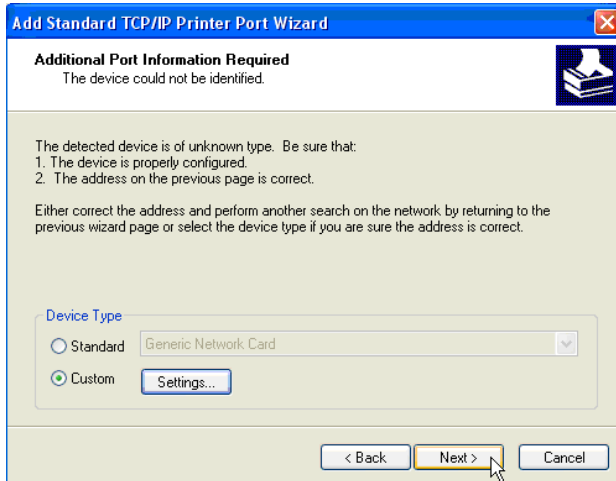 Add Standard TCP/IP Printer Port Wizard
Additional Port Information Required
The device could not be identified.
The detected device is of unknown type.  Be sure that:
1. The device is properly configured.
2.  The address on the previous page is correct.
Either correct the address and perform another search on the network by returning to the
previous wizard page or select the device type if you are sure the address is correct.
Device Type
Standard
Generic Network Card
Custom
Settings...
< Back
Next >
Cancel